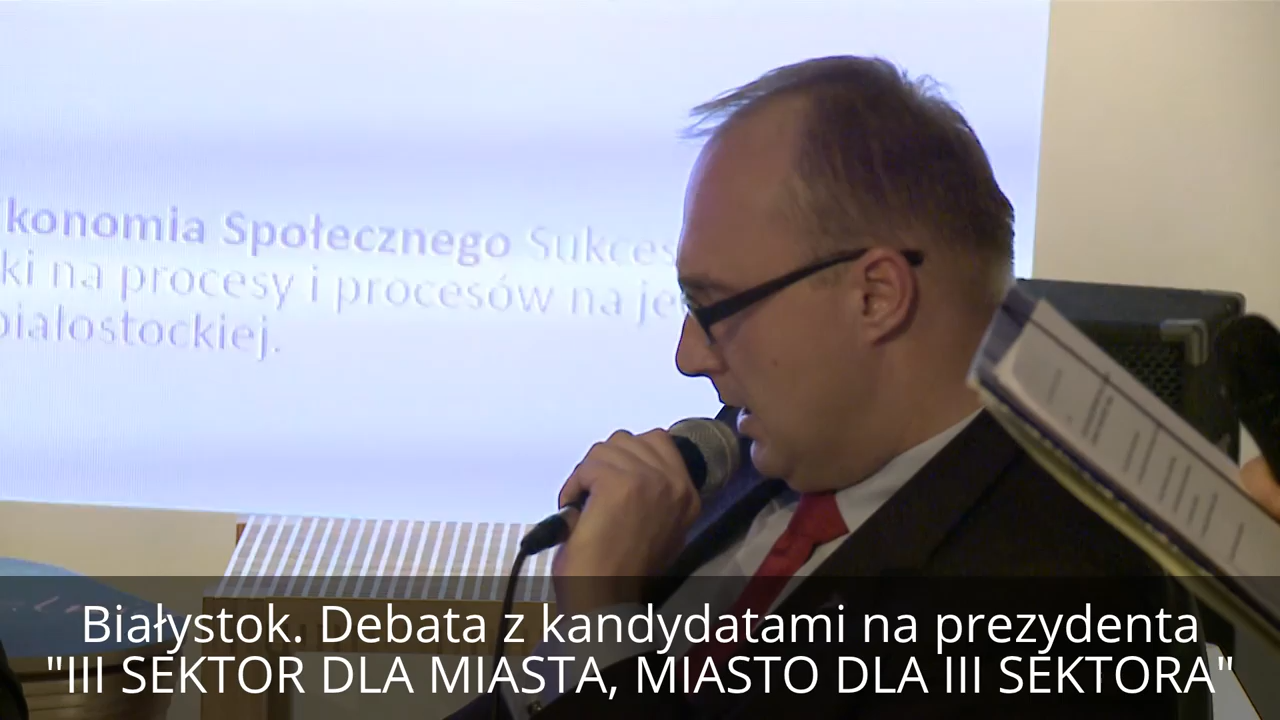 konomia Społecznego Sukces
ki na procesy i procesów na je
białostockiej.
Białystok. Debata z kandydatami na prezydenta
"III SEKTOR DLA MIASTA, MIASTO DLA III SEKTORA"